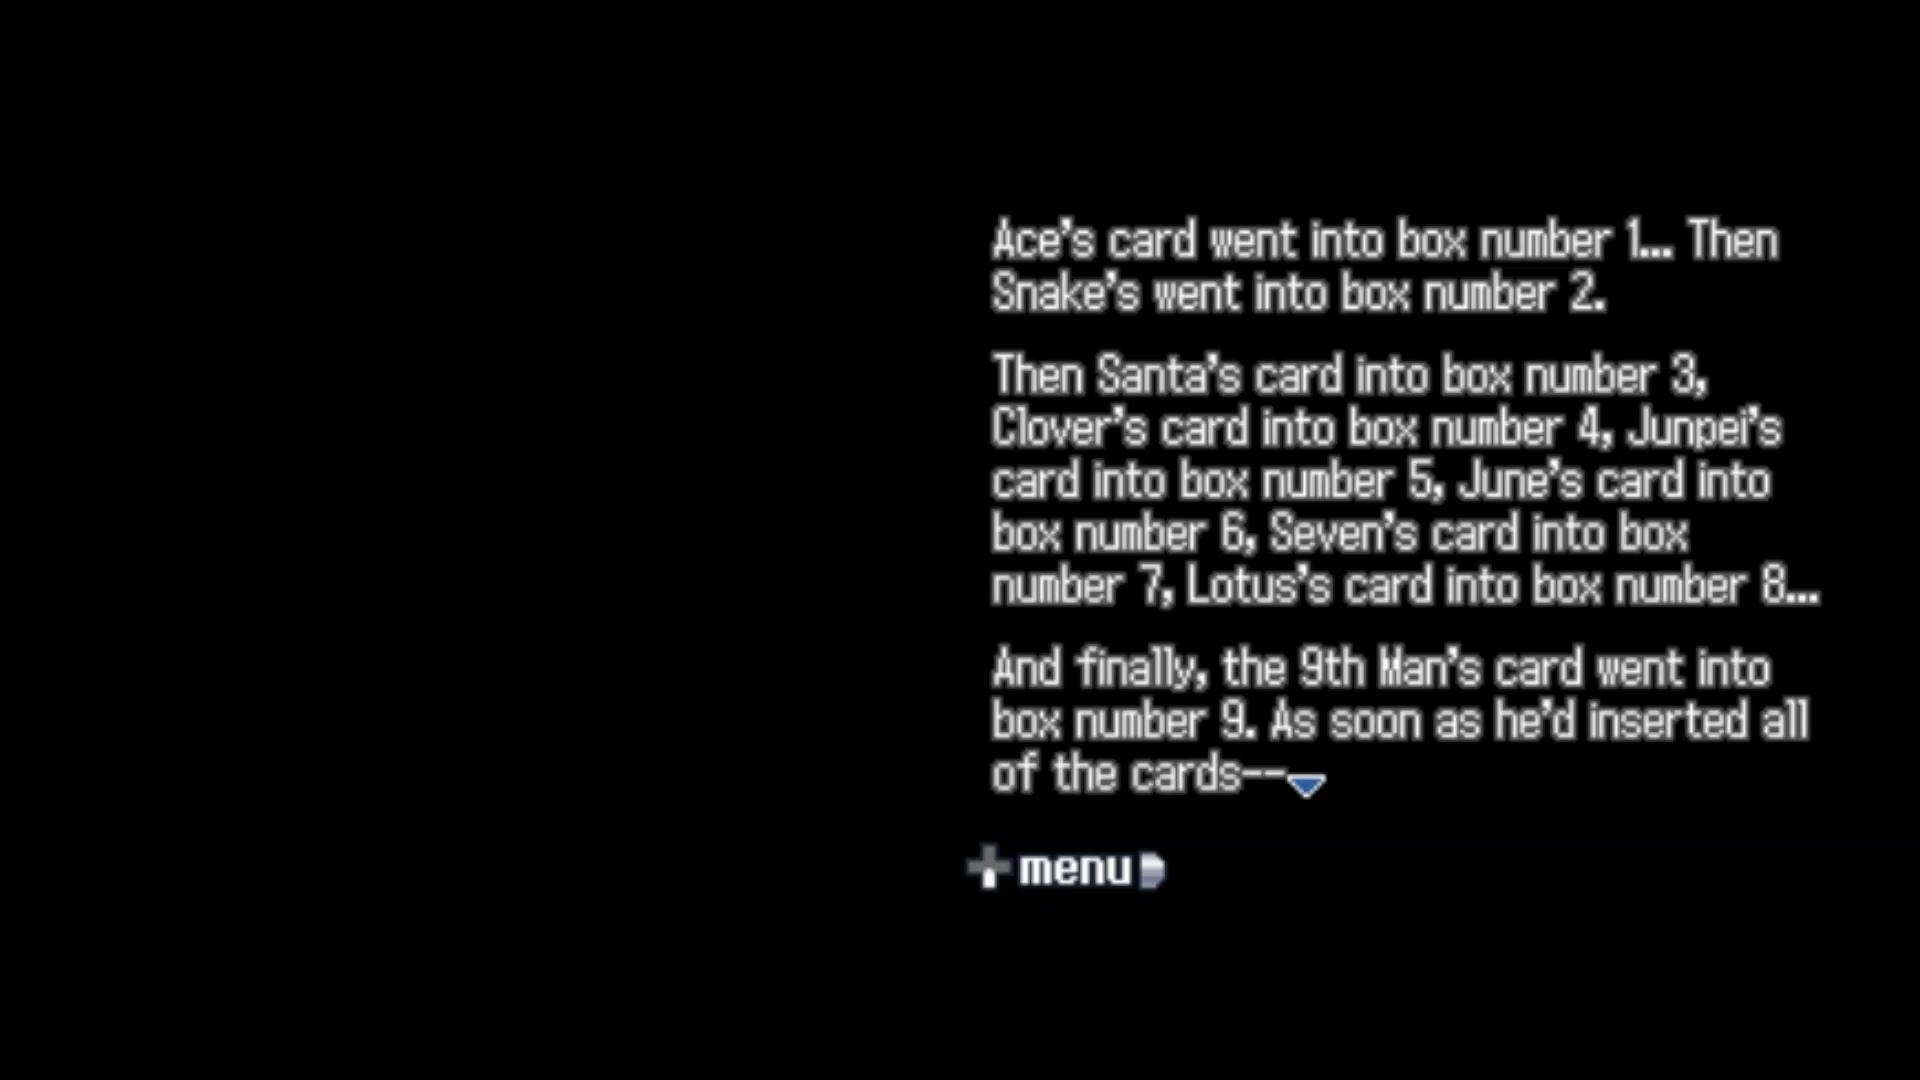 Ace's card went into box number 1... Then
Snake's went into box number 2.
Then Santa's card into box number 3,
Clover's card into box number 4, Junpei's
card into box number 5, June's card into
box number 6, Seven's card into box
number 7, Lotus's card into box number 8...
And finally, the 9th Man's card went into
box number 9. As soon as he'd inserted all
of the cards--
menu